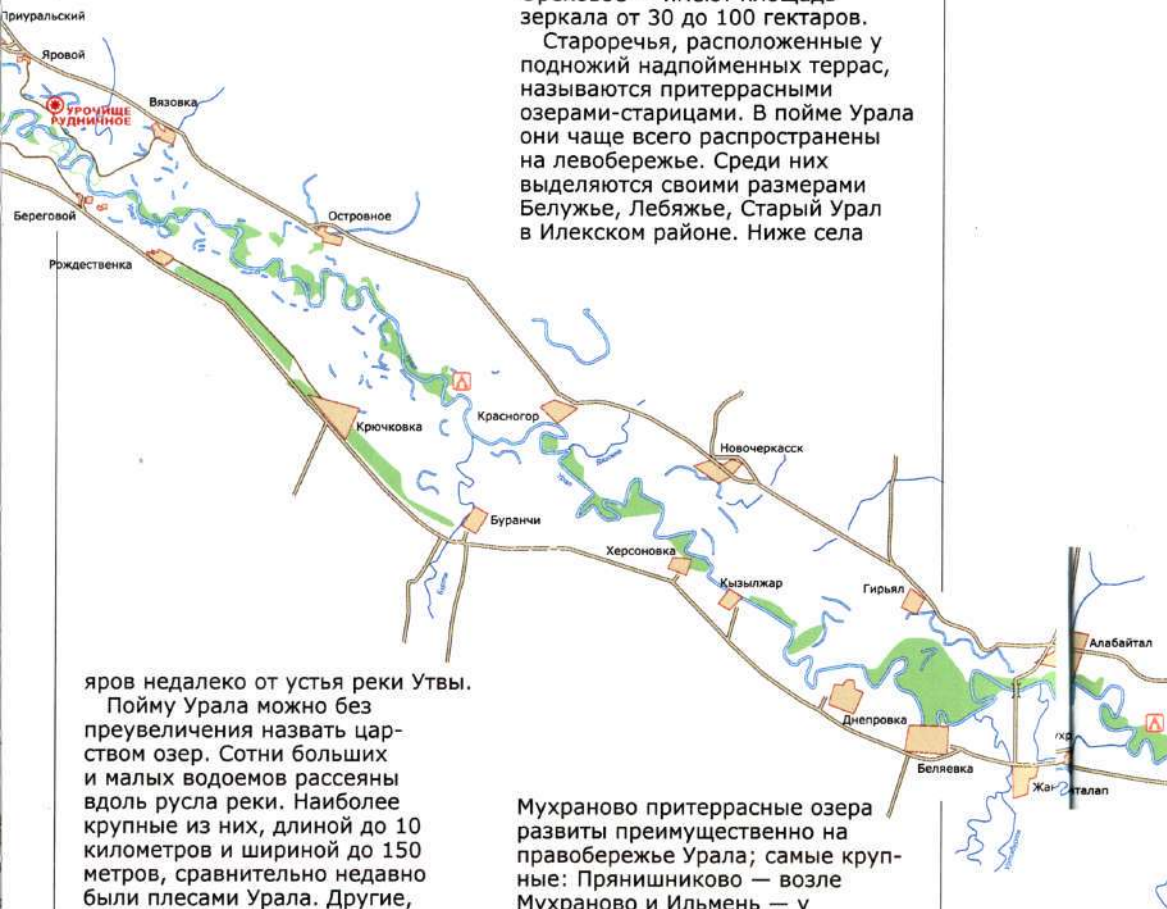 Приуральский
Яровой
УРОЧИЩЕ
РУДНИЧНОЕ
Вязовка
Береговой
Островное
Рождественка
Крючковка
Красногор
Новочеркасск
Урал
Буранчи
Херсоновка
Кызылжар
Гирьял
Алабайтал
Днепровка
Беляевка
яров недалеко от устья реки Утвы.
Пойму Урала можно без
преувеличения назвать цар-
ством озер. Сотни больших
и малых водоемов рассеяны
вдоль русла реки. Наиболее
крупные из них, длиной до 10
километров и шириной до 150
метров, сравнительно недавно
были плесами Урала. Другие,
зеркала от 30 до 100 гектаров.
Староречья, расположенные у
подножий надпойменных террас,
называются притеррасными
озерами-старицами. В пойме Урала
они чаще всего распространены
на левобережье. Среди них
выделяются своими размерами
Белужье, Лебяжье, Старый Урал
в Илекском районе. Ниже села
Мухраново притеррасные озера
развиты преимущественно на
правобережье Урала; самые круп-
ные: Прянишниково — возле
Мухраново и Ильмень — у